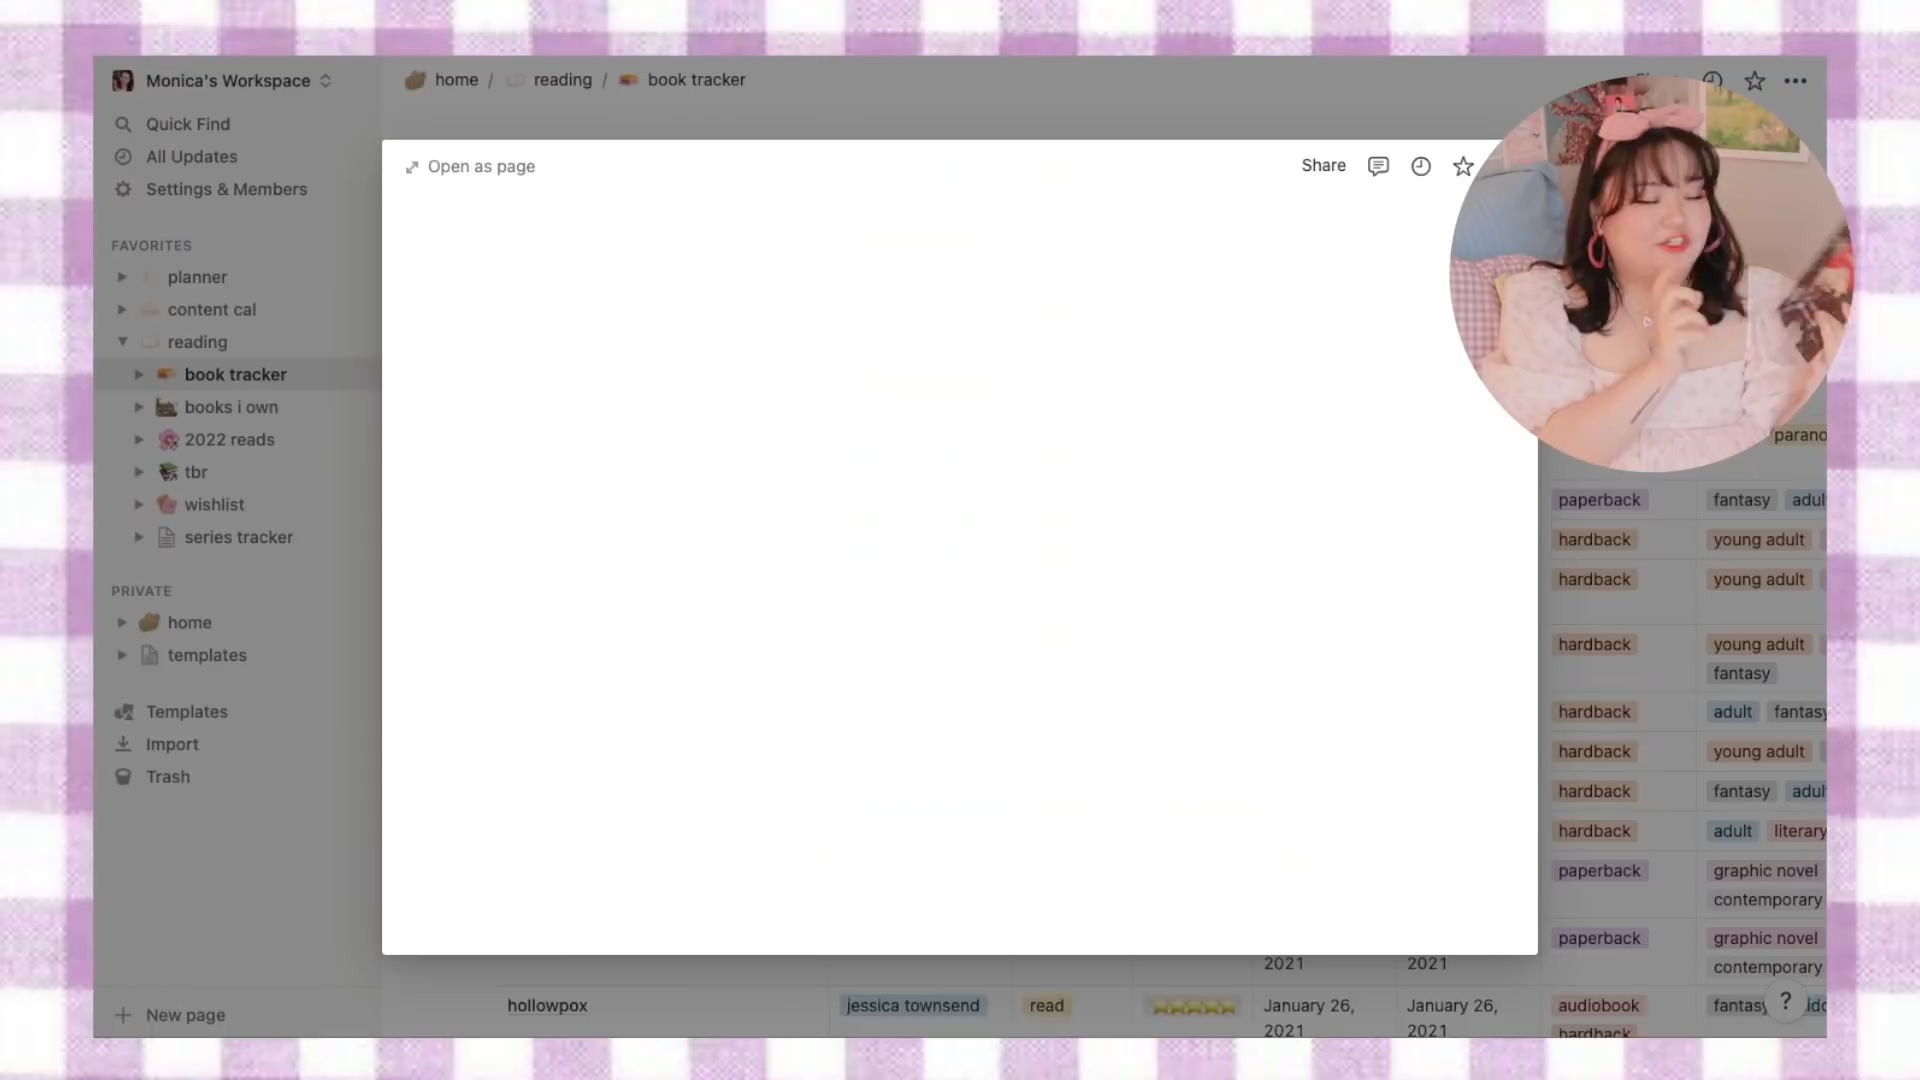 Monica's Workspace
home / reading / book tracker
Quick Find
All Updates
Settings & Members
Open as page
Share
FAVORITES
planner
content cal
reading
book tracker
books i own
2022 reads
tbr
wishlist
series tracker
PRIVATE
home
templates
Templates
Import
Trash
New page
parano
paperback fantasy adul
hardback young adult
hardback young adult
hardback young adult
fantasy
hardback adult fantasy
hardback young adult
hardback fantasy adul
hardback adult literary
paperback graphic novel
contemporary
paperback graphic novel
contemporary
2021 2021
hollowpox jessica townsend read January 26, January 26, audiobook fantasy
2021 2021 hardback
?